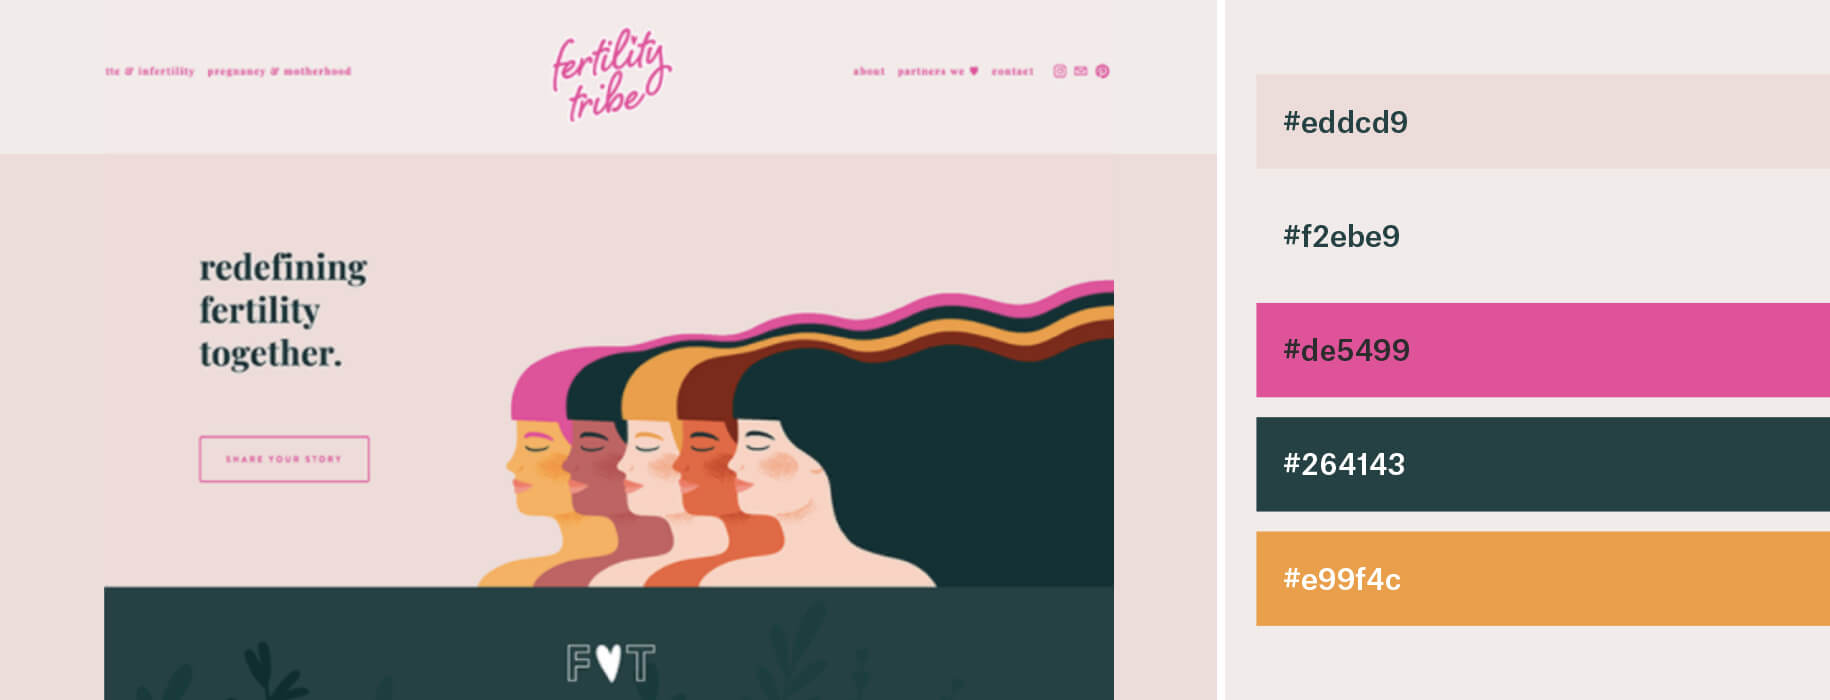 tte & infertility pregnancy & motherhood
fertility
tribe
about partners we ♥ contact
redefining
fertility
together.
SHARE YOUR STORY
F♥T
#eddcd9
#f2ebe9
#de5499
#264143
#e99f4c